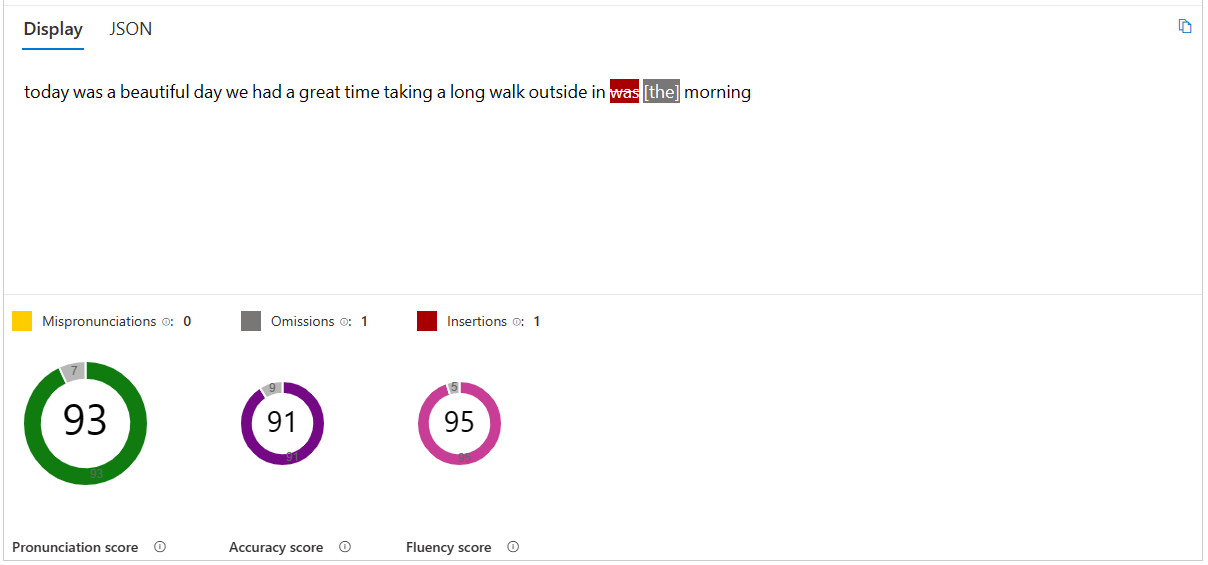 Display JSON
today was a beautiful day we had a great time taking a long walk outside in was [the] morning
Mispronunciations : 0 Omissions : 1 Insertions : 1
7 9 5
93 91 95
93 91 95
Pronunciation score Accuracy score Fluency score